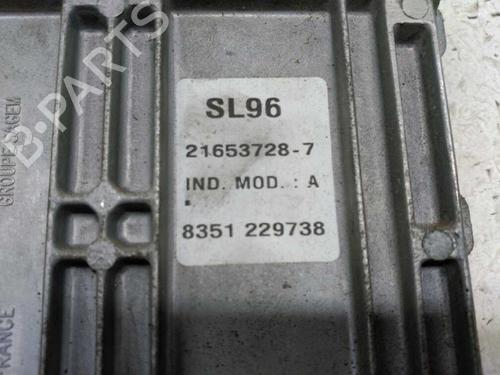 SL96
21653728-7
IND. MOD. : A
8351 229738
GROUPE SAGEM
FRANCE
B-PARTS